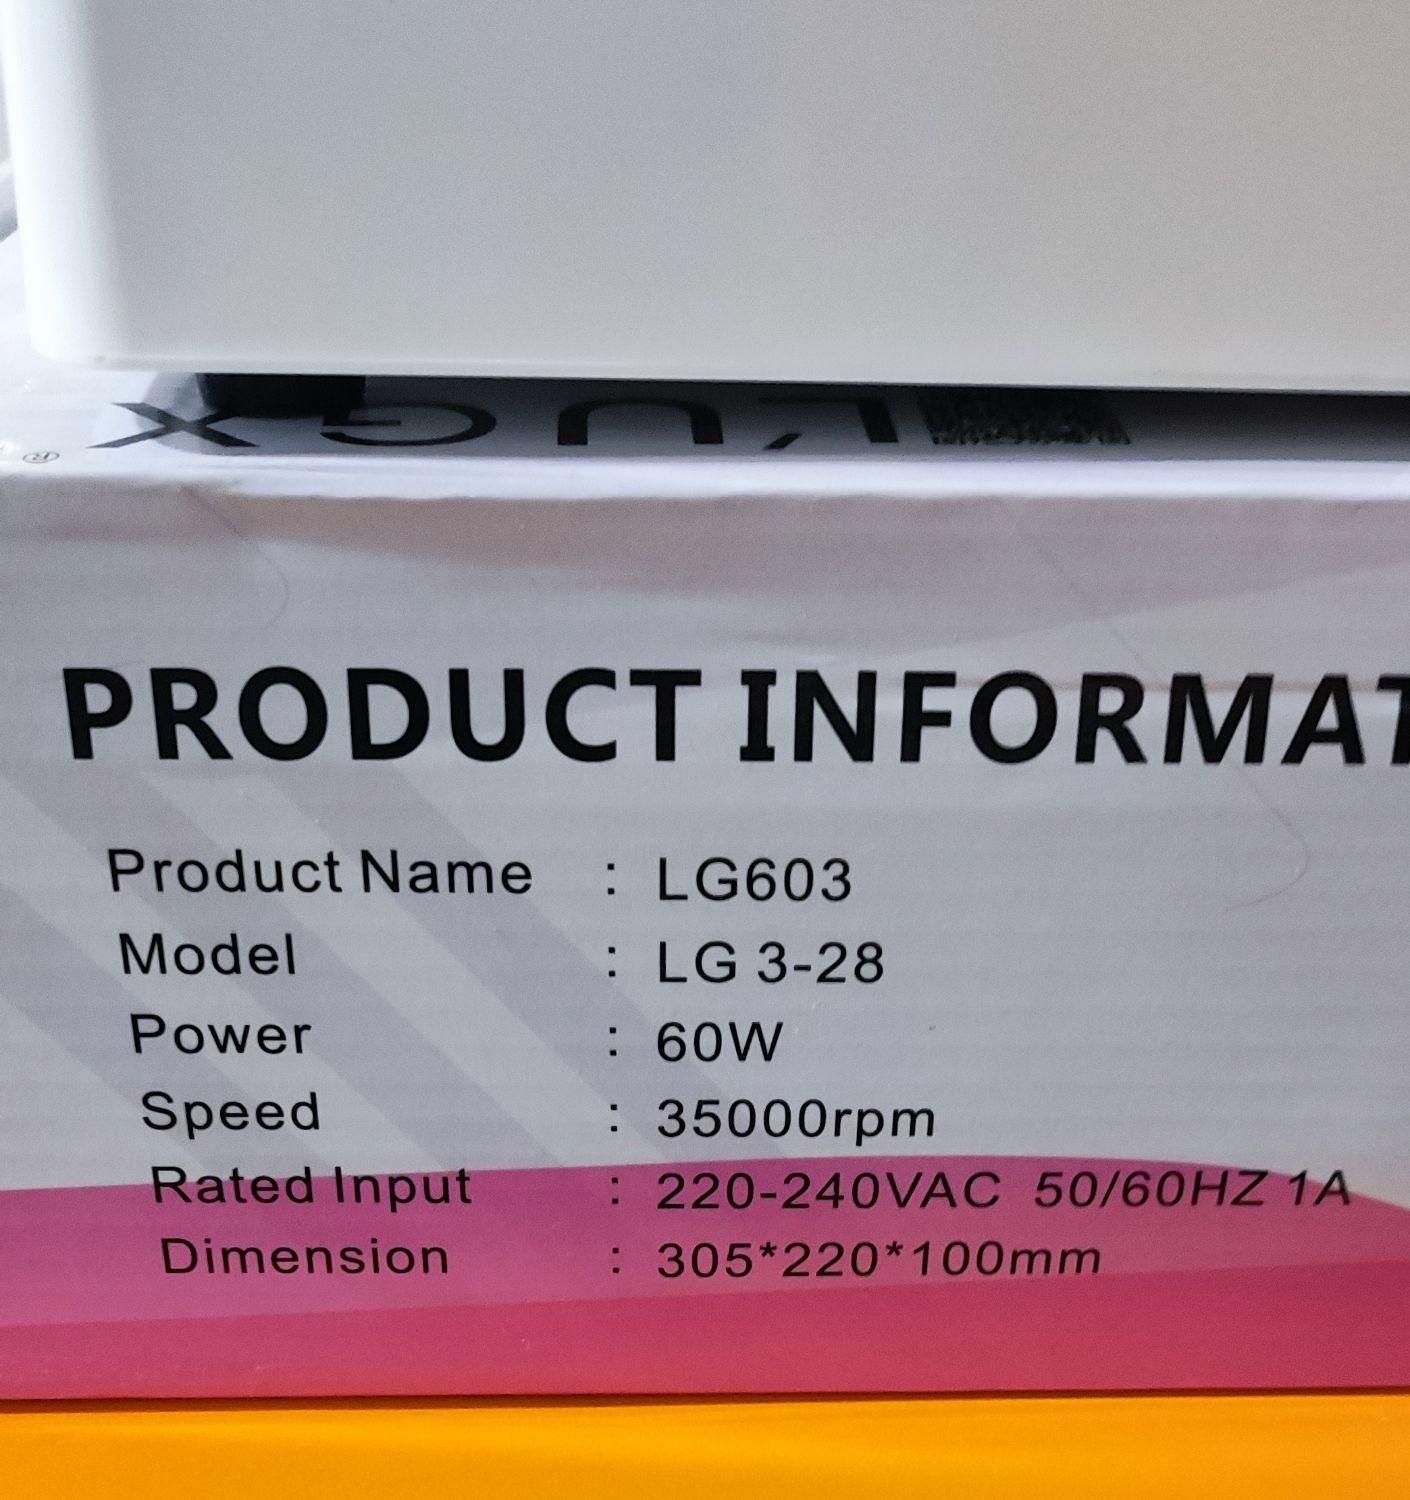 ®
PRODUCT INFORMAT
Product Name : LG603
Model : LG 3-28
Power : 60W
Speed : 35000rpm
Rated Input : 220-240VAC 50/60HZ 1A
Dimension : 305*220*100mm